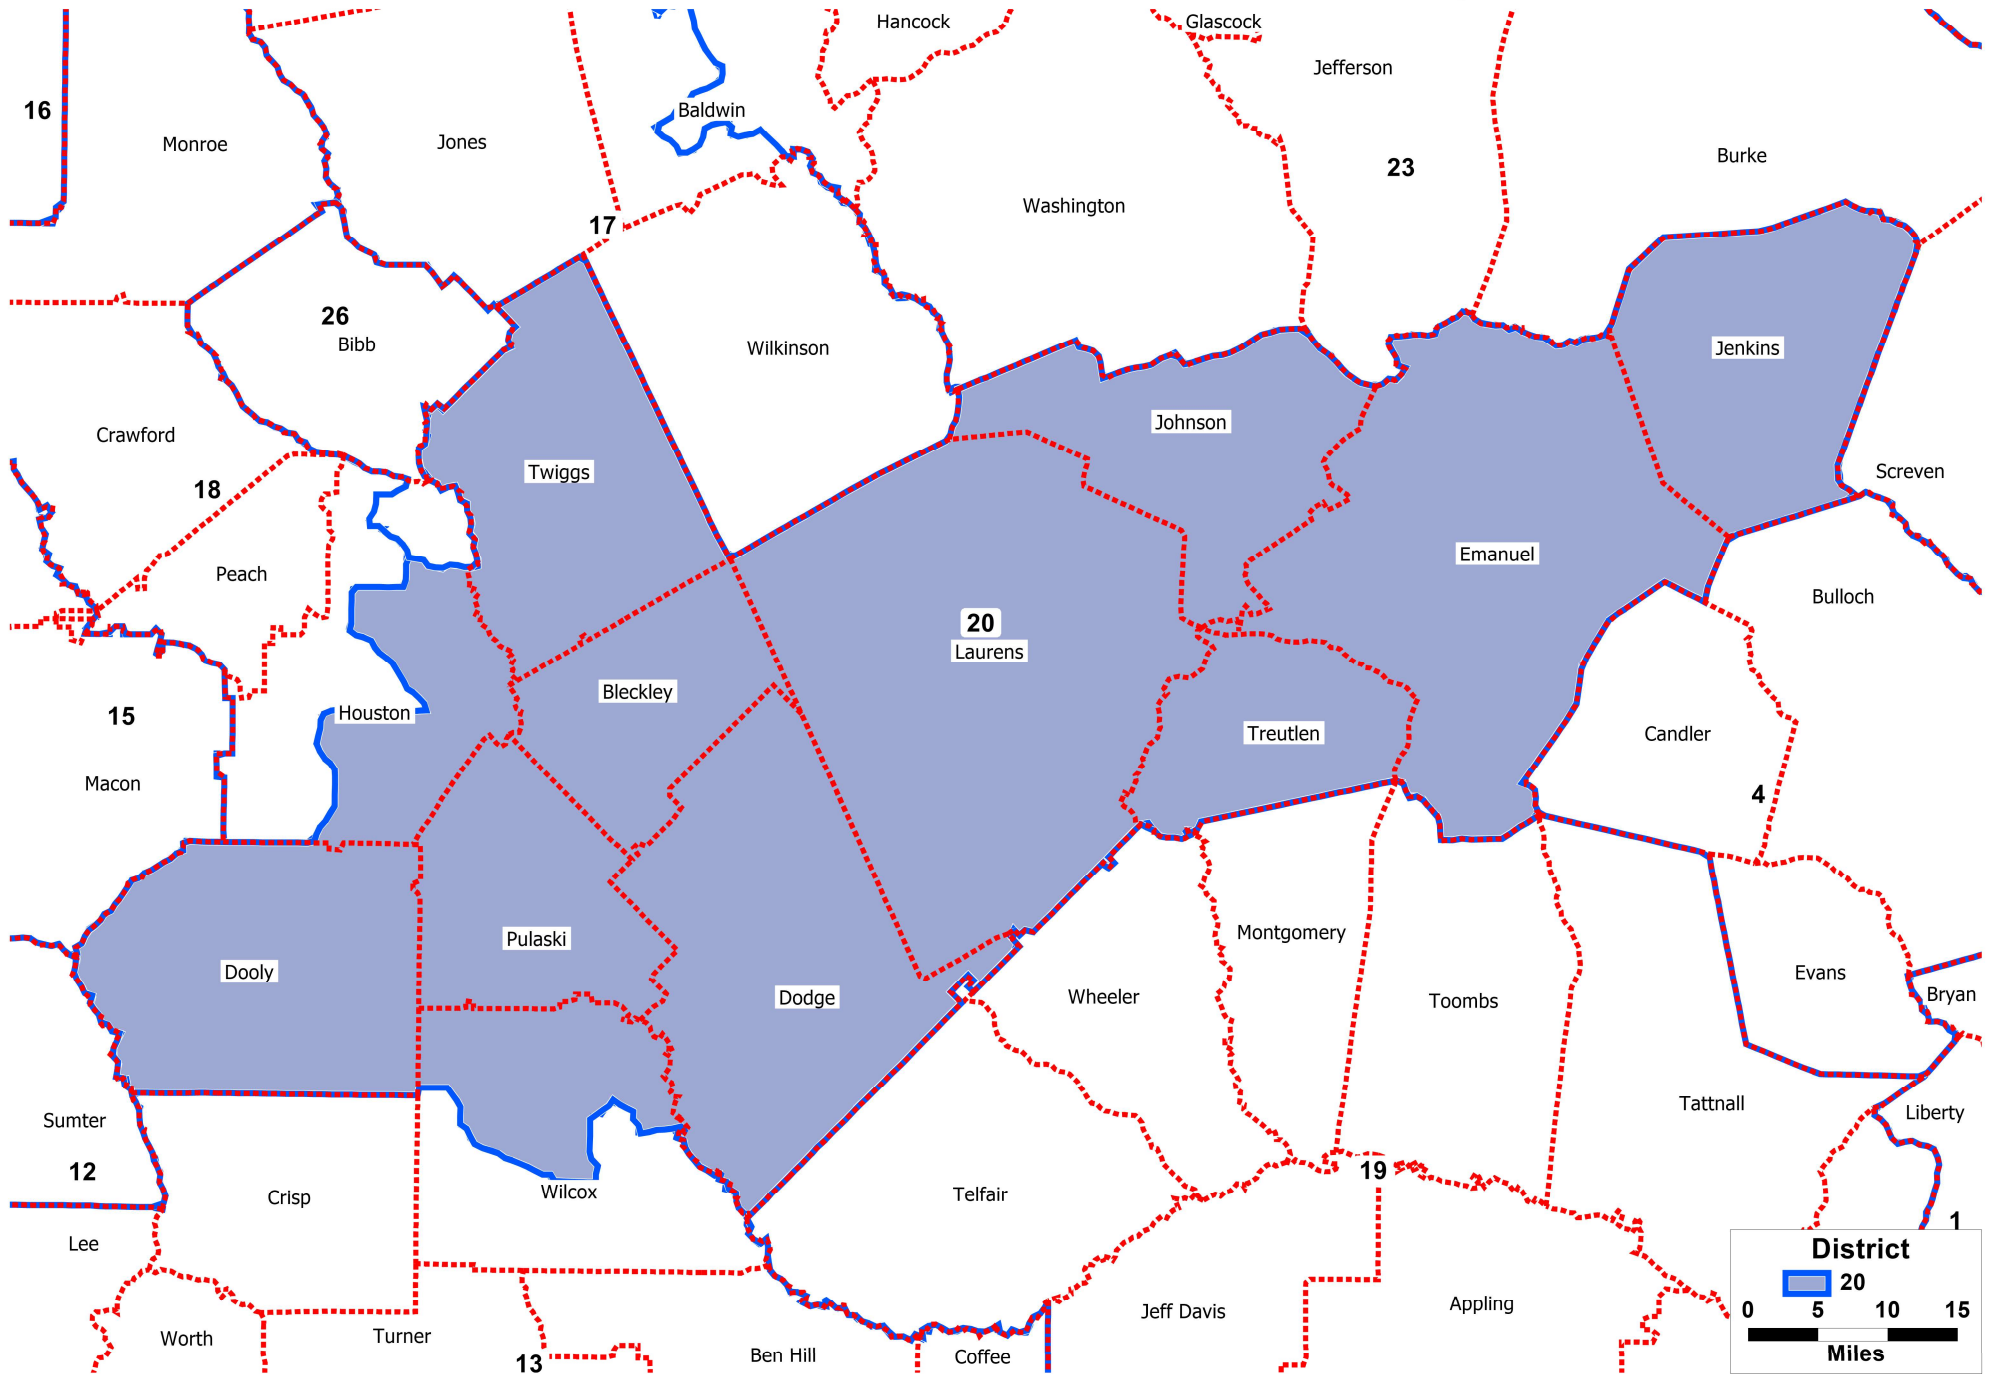 Hancock
Glascock
Jefferson
16
Baldwin
Monroe
Jones
23
Burke
Washington
17
26
Bibb
Wilkinson
Jenkins
Johnson
Crawford
Twiggs
Screven
18
Emanuel
Peach
Bulloch
20
Laurens
Bleckley
15
Houston
Treutlen
Candler
Macon
4
Pulaski
Montgomery
Dooly
Evans
Dodge
Wheeler
Toombs
Bryan
Sumter
Tattnall
Liberty
12
19
Crisp
Wilcox
Telfair
1
Lee
District
20
0 5 10 15
Miles
Worth
Turner
13
Ben Hill
Coffee
Jeff Davis
Appling